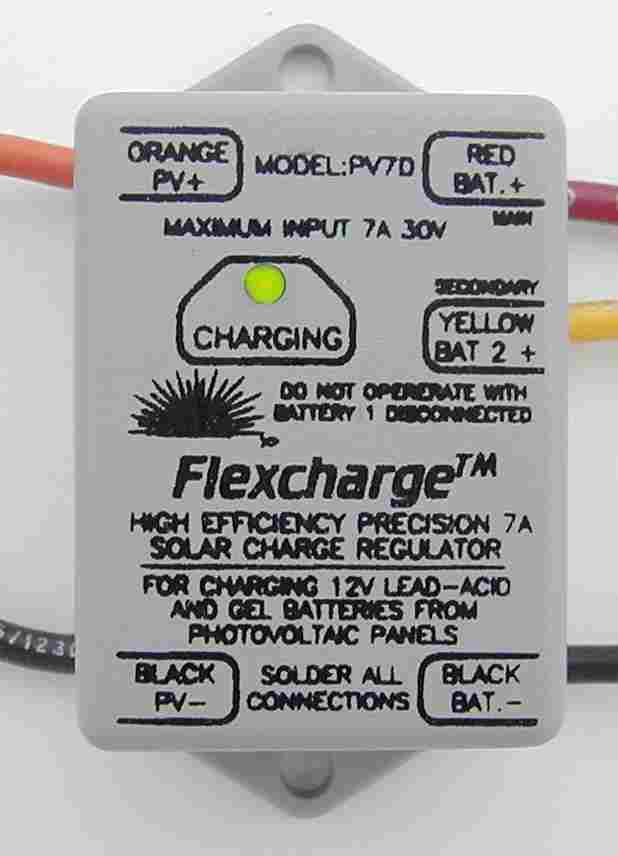 ORANGE
PV+
MODEL:PV7D
RED
BAT.+
MAIN
MAXIMUM INPUT 7A 30V
SECONDARY
CHARGING
YELLOW
BAT 2 +
DO NOT OPERERATE WITH
BATTERY 1 DISCONNECTED
Flexcharge™
HIGH EFFICIENCY PRECISION 7A
SOLAR CHARGE REGULATOR
FOR CHARGING 12V LEAD-ACID
AND GEL BATTERIES FROM
PHOTOVOLTAIC PANELS
BLACK
PV-
SOLDER ALL
CONNECTIONS
BLACK
BAT.-